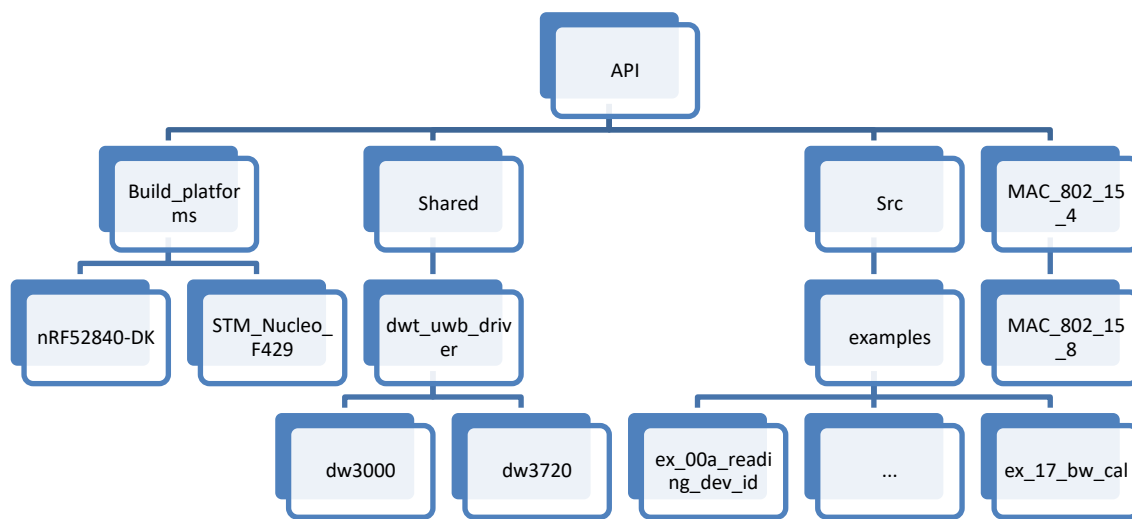 API
Build_platfor
ms
Shared
Src
MAC_802_15
_4
nRF52840-DK
STM_Nucleo_
F429
dwt_uwb_driv
er
examples
MAC_802_15
_8
dw3000
dw3720
ex_00a_readi
ng_dev_id
...
ex_17_bw_cal